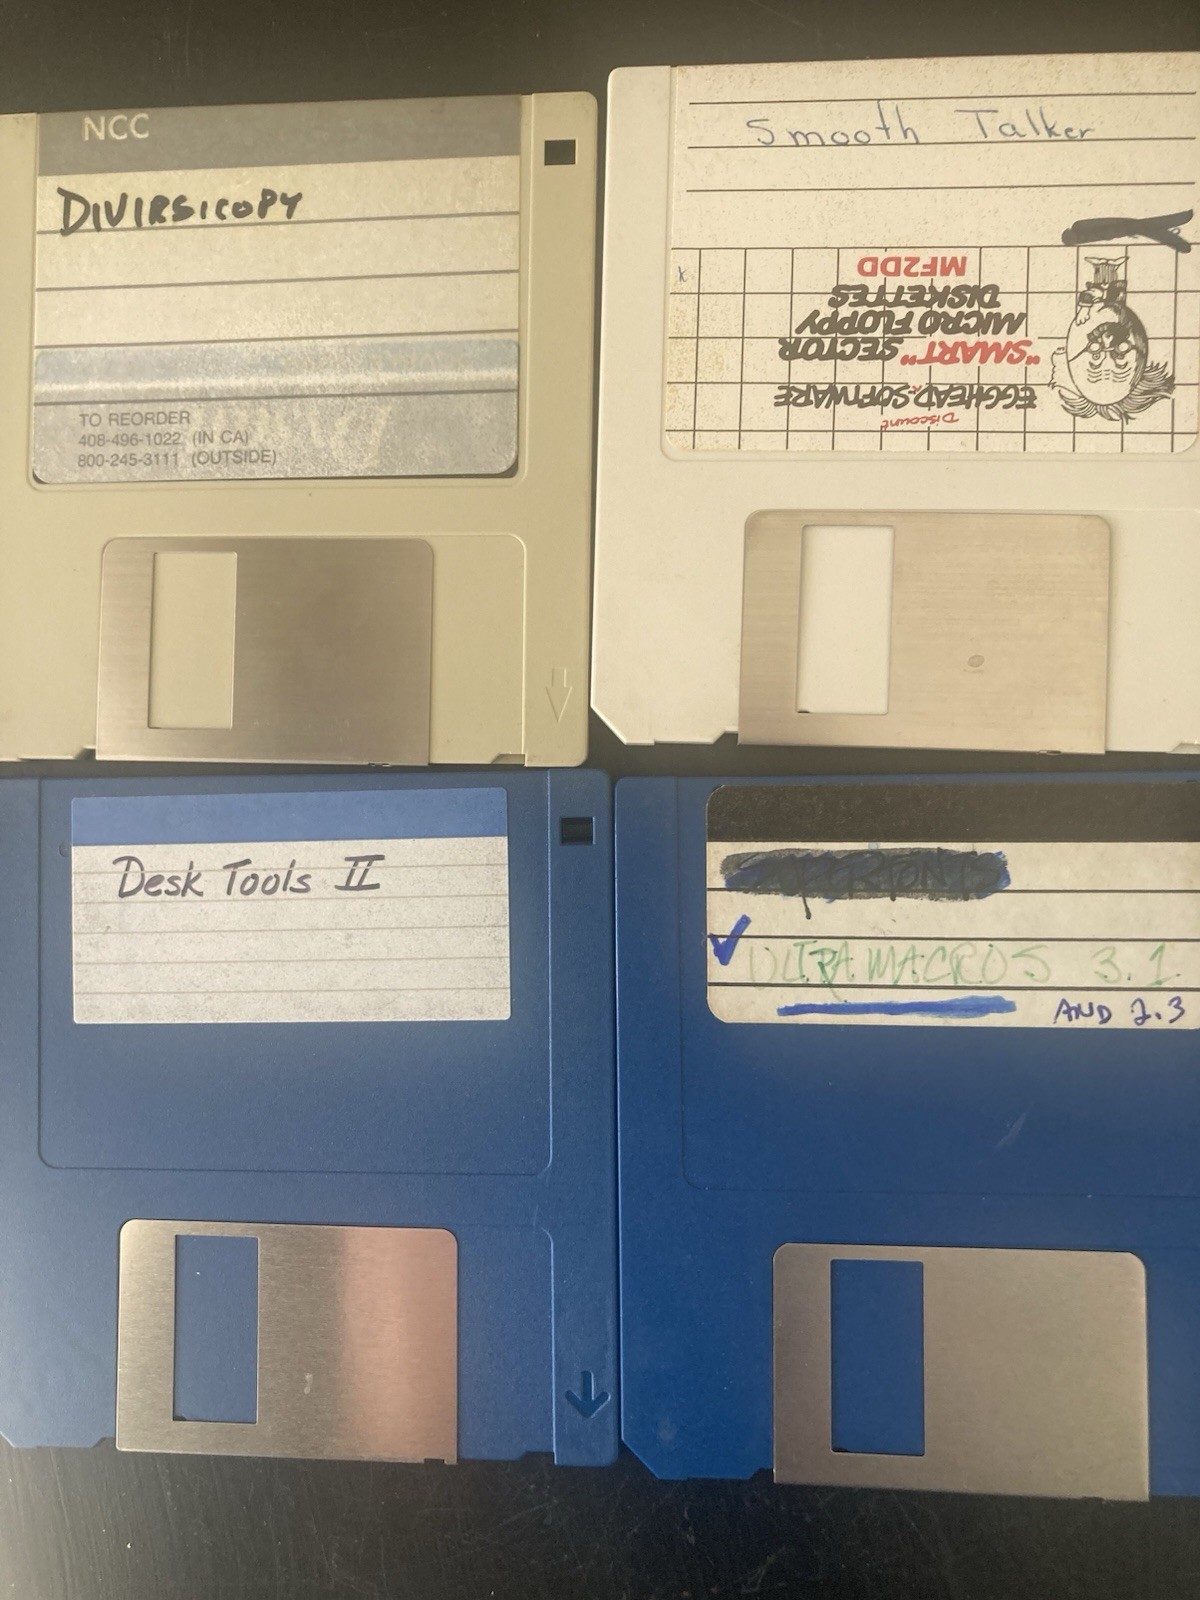 NCC
DIVIRSICOPY
TO REORDER
408-496-1022 (IN CA)
800-245-3111 (OUTSIDE)
Smooth Talker
Discount
EGGHEAD SOFTWARE
"SMART" SECTOR
MICRO FLOPPY
DISKETTES
MF2DD
Desk Tools II
ULTRA MACROS 3.1
AND 2.3